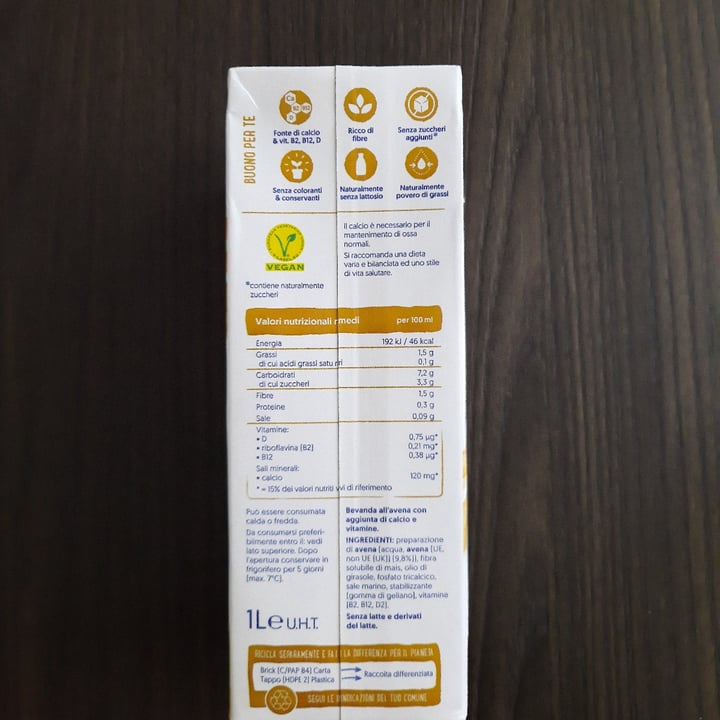 BUONO PER TE
Ca
B2 B12
D
Fonte di calcio
& vit. B2, B12, D
Ricco di
fibre
Senza zuccheri
aggiunti*
Senza coloranti
& conservanti
Naturalmente
senza lattosio
Naturalmente
povero di grassi
VEGAN
*contiene naturalmente
zuccheri
Il calcio è necessario per il
mantenimento di ossa
normali.
Si raccomanda una dieta
varia e bilanciata ed uno stile
di vita salutare.
Valori nutrizionali medi per 100 ml
Energia 192 kJ / 46 kcal
Grassi 1,5 g
di cui acidi grassi saturi 0,1 g
Carboidrati 7,2 g
di cui zuccheri 3,3 g
Fibre 1,5 g
Proteine 0,3 g
Sale 0,09 g
Vitamine:
• D 0,75 µg*
• riboflavina (B2) 0,21 mg*
• B12 0,38 µg*
Sali minerali:
• calcio 120 mg*
* = 15% dei valori nutritivi di riferimento
Può essere consumata
calda o fredda.
Da consumarsi preferi-
bilmente entro il: vedi
lato superiore. Dopo
l'apertura conservare in
frigorifero per 5 giorni
(max. 7°C).
1L e U.H.T.
Bevanda all'avena con
aggiunta di calcio e
vitamine.
INGREDIENTI: preparazione
di avena [acqua, avena (UE,
non UE (UK)) (9,8%)], fibra
solubile di mais, olio di
girasole, fosfato tricalcico,
sale marino, stabilizzante
(gomma di gellano), vitamine
(B2, B12, D2).
Senza latte e derivati
del latte.
RICICLA SEPARATAMENTE E FAI LA DIFFERENZA PER IL PIANETA
Brick (C/PAP 84) Carta
Tappo (HDPE 2) Plastica
Raccolta differenziata
SEGUI LE INDICAZIONI DEL TUO COMUNE